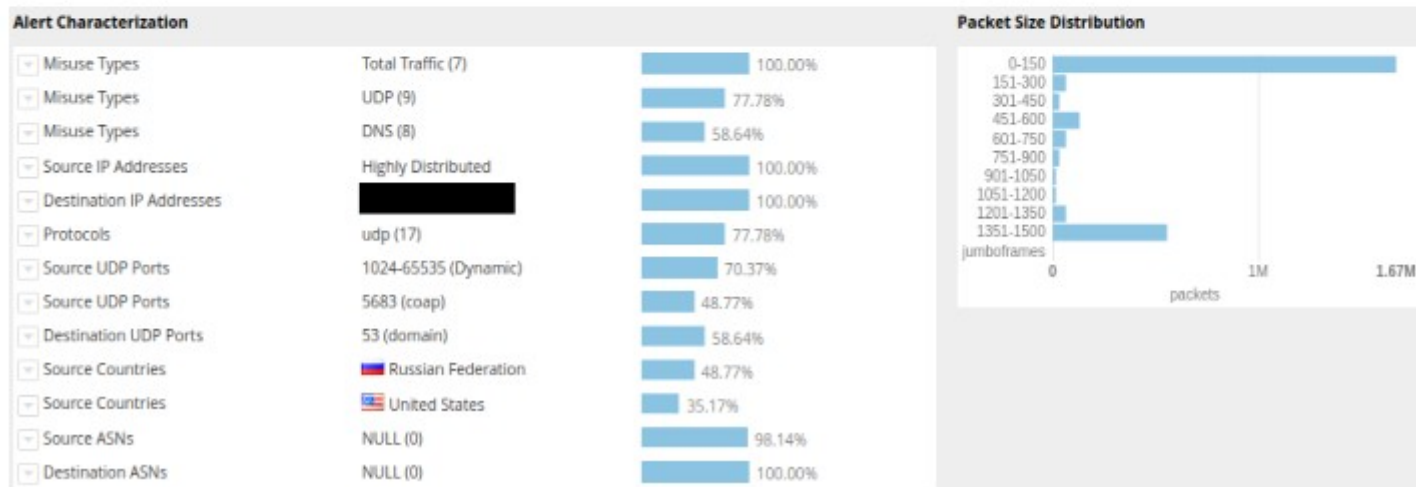 Alert Characterization
Misuse Types Total Traffic (7) 100.00%
Misuse Types UDP (9) 77.78%
Misuse Types DNS (8) 58.64%
Source IP Addresses Highly Distributed 100.00%
Destination IP Addresses 100.00%
Protocols udp (17) 77.78%
Source UDP Ports 1024-65535 (Dynamic) 70.37%
Source UDP Ports 5683 (coap) 48.77%
Destination UDP Ports 53 (domain) 58.64%
Source Countries Russian Federation 48.77%
Source Countries United States 35.17%
Source ASNs NULL (0) 98.14%
Destination ASNs NULL (0) 100.00%
Packet Size Distribution
0-150
151-300
301-450
451-600
601-750
751-900
901-1050
1051-1200
1201-1350
1351-1500
jumboframes
0 1M 1.67M
packets